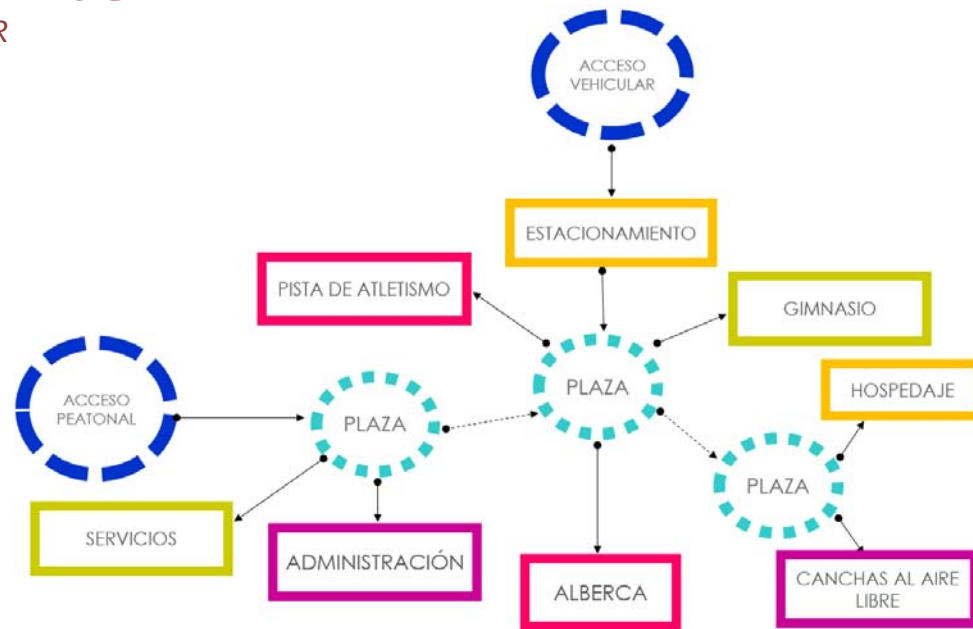 R
ACCESO
VEHICULAR
ESTACIONAMIENTO
PISTA DE ATLETISMO
GIMNASIO
PLAZA
HOSPEDAJE
ACCESO
PEATONAL
PLAZA
PLAZA
SERVICIOS
ADMINISTRACIÓN
ALBERCA
CANCHAS AL AIRE
LIBRE